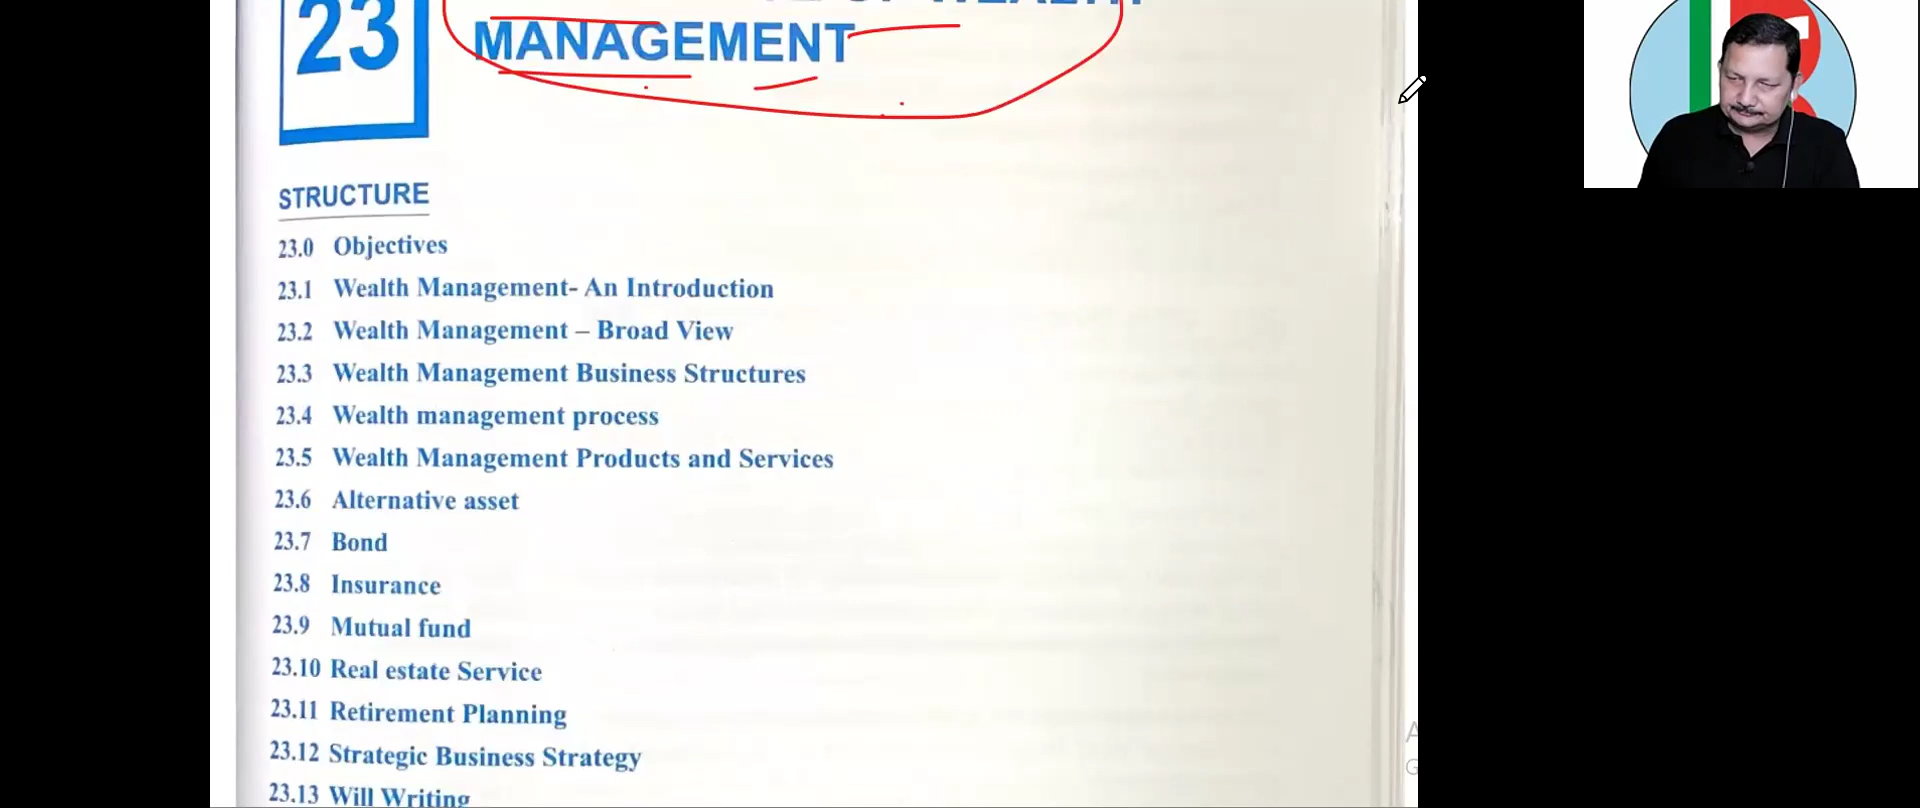 23
WEALTH
MANAGEMENT
STRUCTURE
23.0 Objectives
23.1 Wealth Management- An Introduction
23.2 Wealth Management – Broad View
23.3 Wealth Management Business Structures
23.4 Wealth management process
23.5 Wealth Management Products and Services
23.6 Alternative asset
23.7 Bond
23.8 Insurance
23.9 Mutual fund
23.10 Real estate Service
23.11 Retirement Planning
23.12 Strategic Business Strategy
23.13 Will Writing